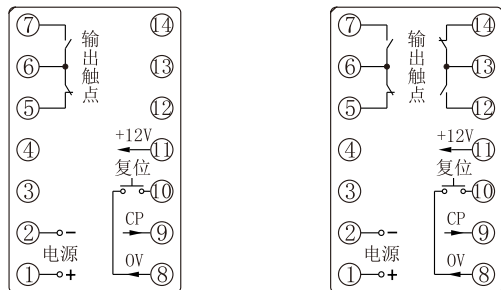 ⑦ ⑭
⑥ 输出触点 ⑬
⑤ ⑫
④ +12V ⑪
复位
③ ⑩
② - CP ⑨
电源
① + 0V ⑧
⑦ ⑭
⑥ 输出触点 ⑬
⑤ ⑫
④ +12V ⑪
复位
③ ⑩
② - CP ⑨
电源
① + 0V ⑧